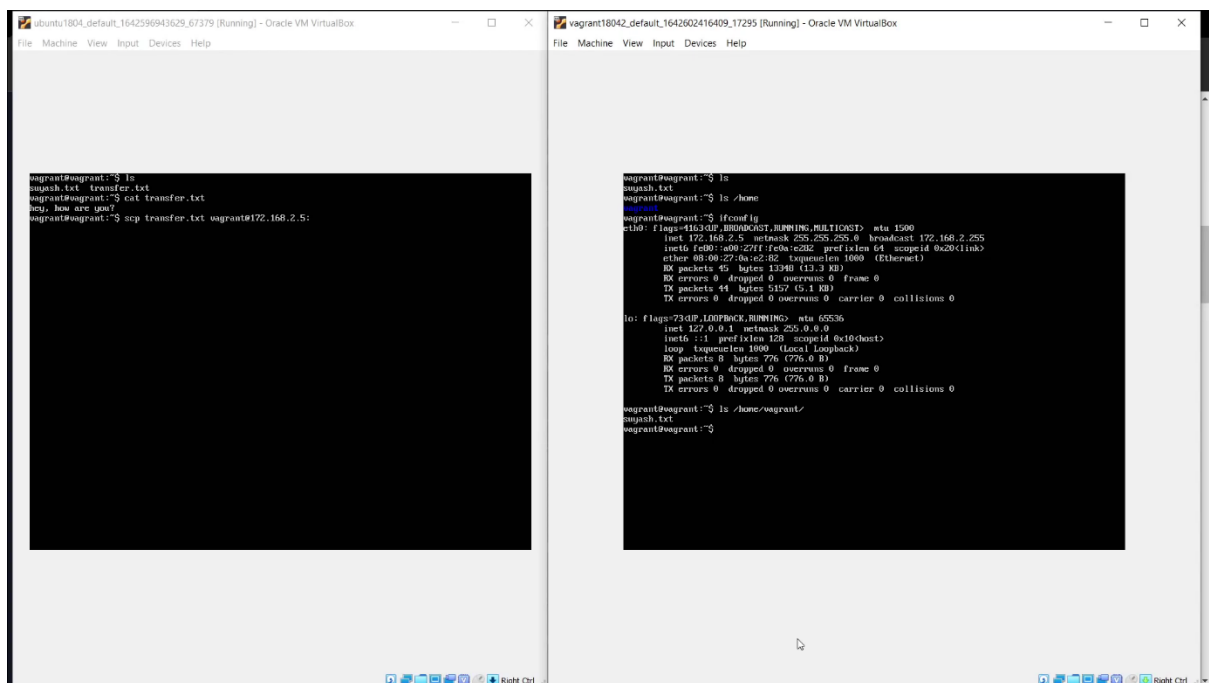 ubuntu1804_default_1642596943629_67379 [Running] - Oracle VM VirtualBox
File Machine View Input Devices Help
vagrant@vagrant:~$ ls
suyash.txt transfer.txt
vagrant@vagrant:~$ cat transfer.txt
hey, how are you?
vagrant@vagrant:~$ scp transfer.txt vagrant@172.168.2.5:
Right Ctrl
vagrant18042_default_1642602416409_17295 [Running] - Oracle VM VirtualBox
File Machine View Input Devices Help
vagrant@vagrant:~$ ls
suyash.txt
vagrant@vagrant:~$ ls /home
vagrant
vagrant@vagrant:~$ ifconfig
eth0: flags=4163<UP,BROADCAST,RUNNING,MULTICAST> mtu 1500
inet 172.168.2.5 netmask 255.255.255.0 broadcast 172.168.2.255
inet6 fe80::a00:27ff:fe0a:e282 prefixlen 64 scopeid 0x20<link>
ether 08:00:27:0a:e2:82 txqueuelen 1000 (Ethernet)
RX packets 45 bytes 13348 (13.3 KB)
RX errors 0 dropped 0 overruns 0 frame 0
TX packets 44 bytes 5157 (5.1 KB)
TX errors 0 dropped 0 overruns 0 carrier 0 collisions 0
lo: flags=73<UP,LOOPBACK,RUNNING> mtu 65536
inet 127.0.0.1 netmask 255.0.0.0
inet6 ::1 prefixlen 128 scopeid 0x10<host>
loop txqueuelen 1000 (Local Loopback)
RX packets 8 bytes 776 (776.0 B)
RX errors 0 dropped 0 overruns 0 frame 0
TX packets 8 bytes 776 (776.0 B)
TX errors 0 dropped 0 overruns 0 carrier 0 collisions 0
vagrant@vagrant:~$ ls /home/vagrant/
suyash.txt
vagrant@vagrant:~$
Right Ctrl